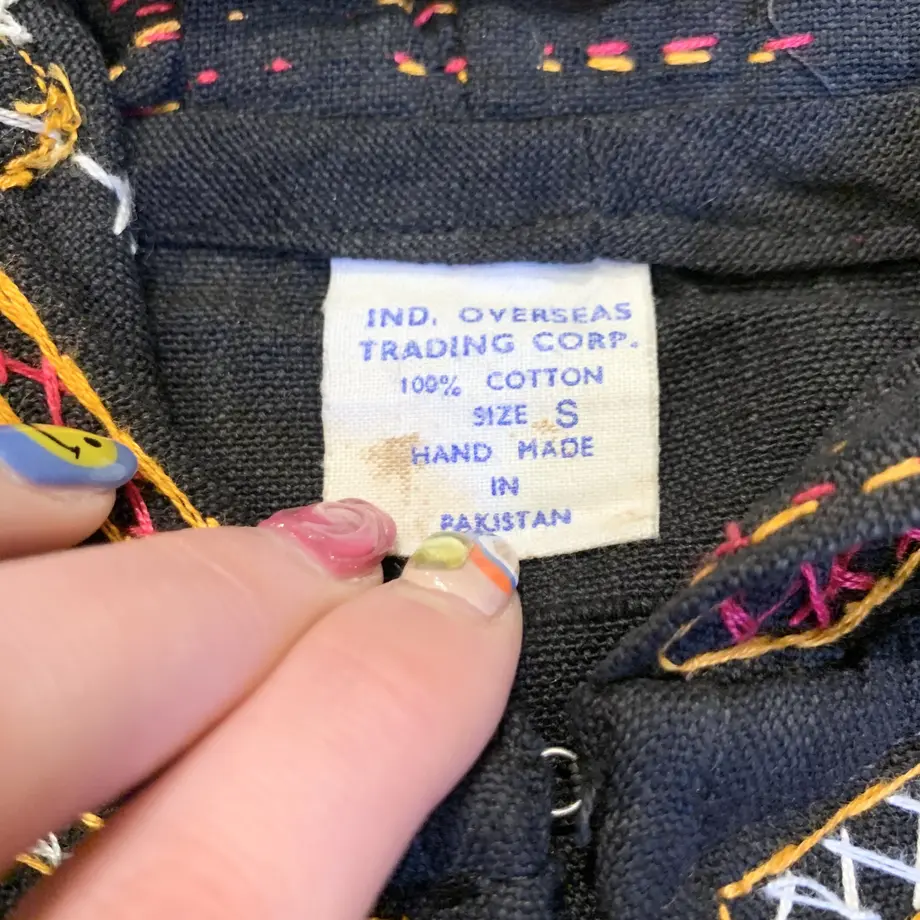 IND. OVERSEAS
TRADING CORP.
100% COTTON
SIZE S
HAND MADE
IN
PAKISTAN